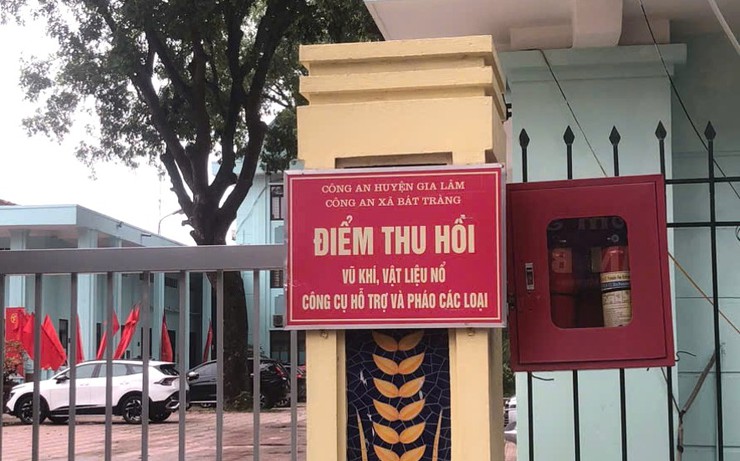 CÔNG AN HUYỆN GIA LÂM
CÔNG AN XÃ BÁT TRÀNG
ĐIỂM THU HỒI
VŨ KHÍ, VẬT LIỆU NỔ
CÔNG CỤ HỖ TRỢ VÀ PHÁO CÁC LOẠI